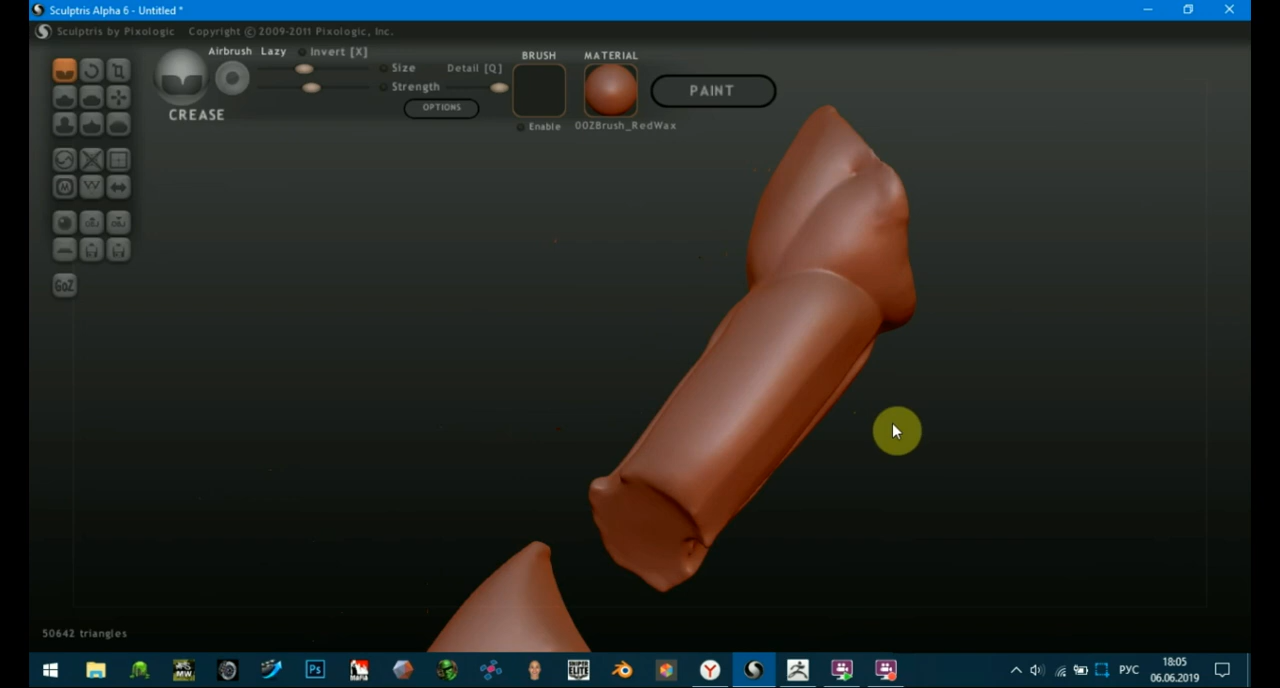 Sculptris Alpha 6 - Untitled *
Sculptris by Pixologic   Copyright © 2009-2011 Pixologic, Inc.
Airbrush Lazy Invert [X]
Size Detail [Q]
Strength
OPTIONS
CREASE
BRUSH
Enable
MATERIAL
00ZBrush_RedWax
PAINT
GoZ
50642 triangles
Ps
РУС
18:05
06.06.2019